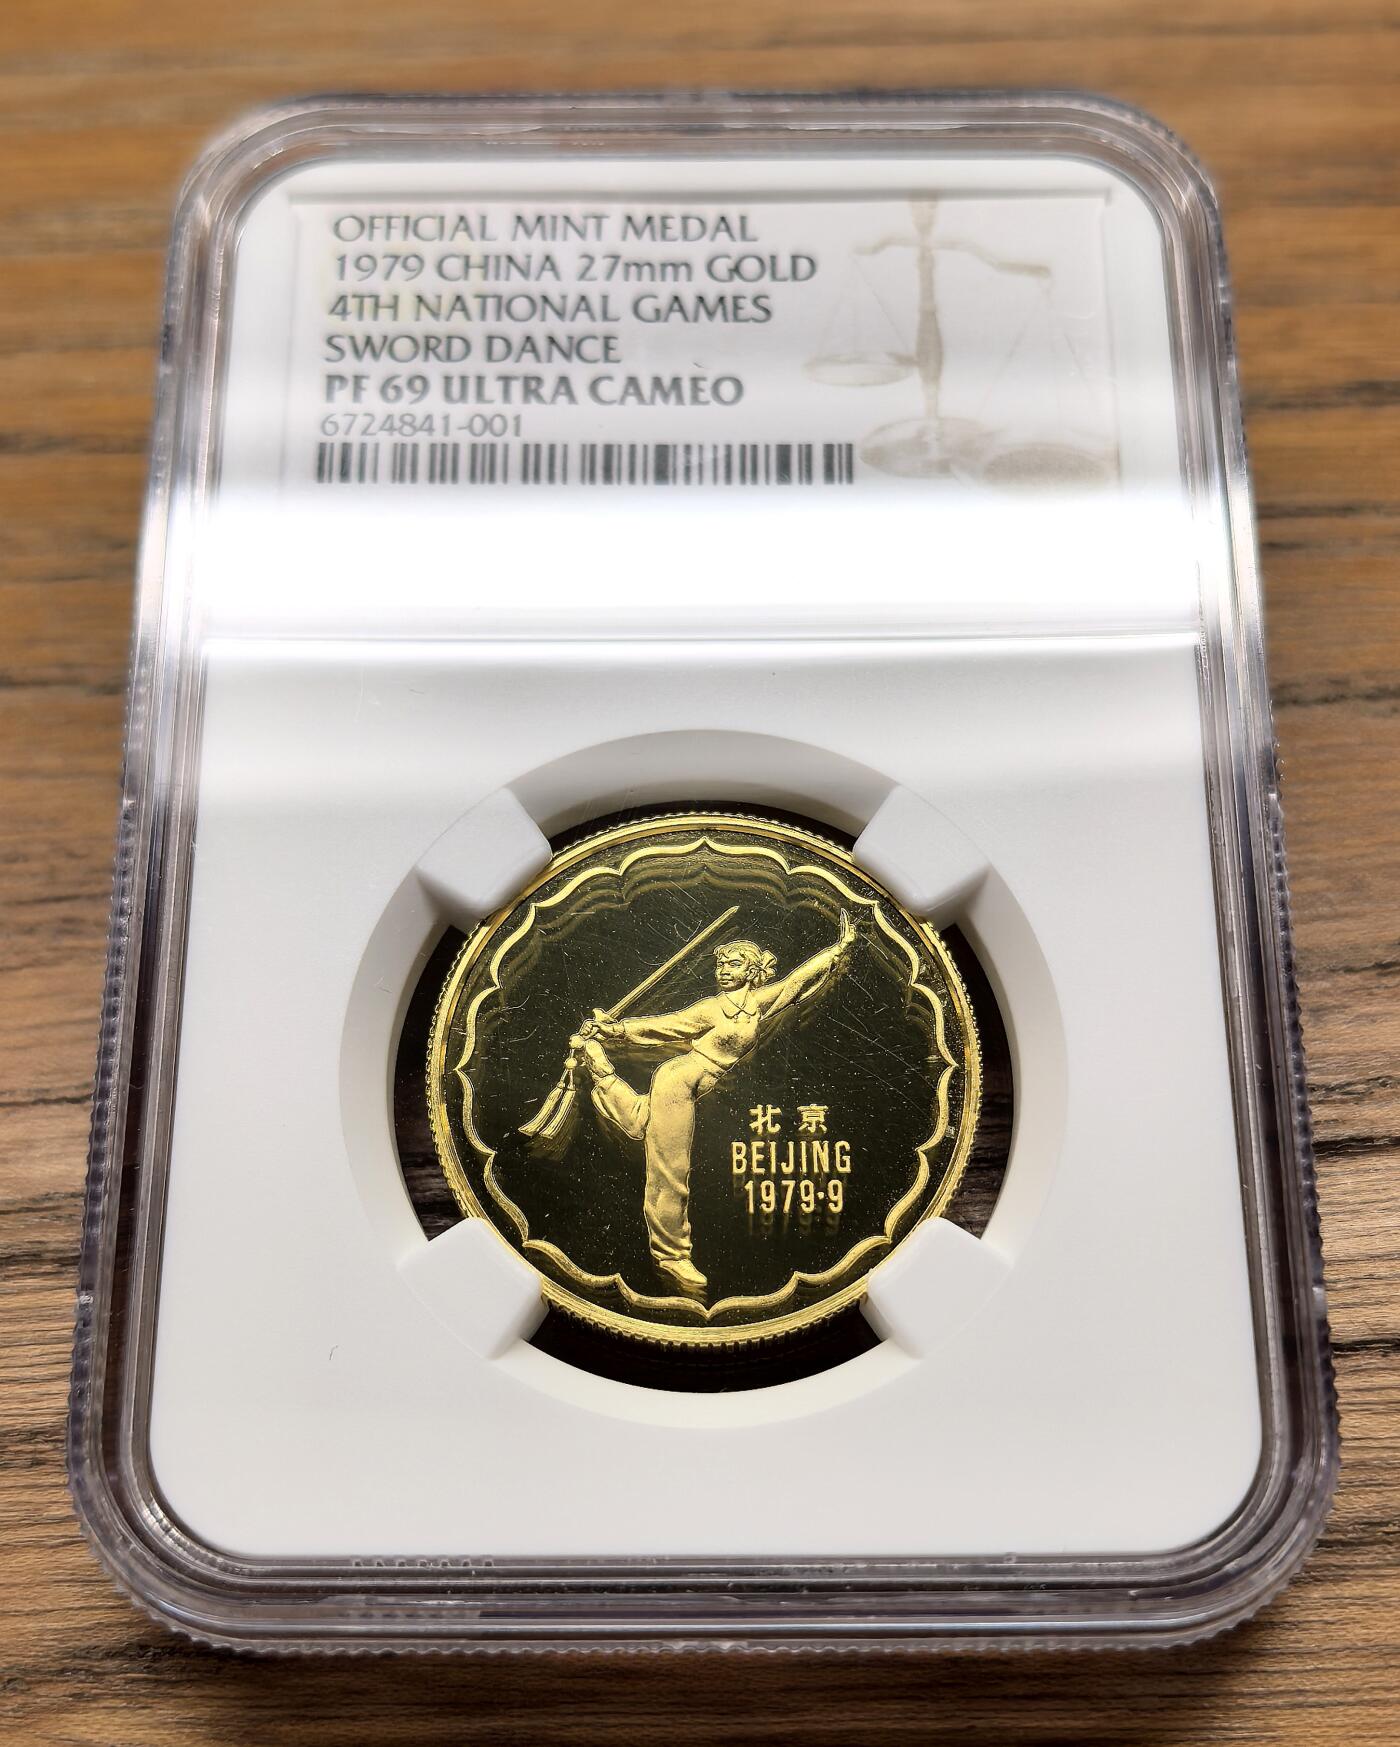 OFFICIAL MINT MEDAL
1979 CHINA 27mm GOLD
4TH NATIONAL GAMES
SWORD DANCE
PF 69 ULTRA CAMEO
6724841-001
北京
BEIJING
1979·9